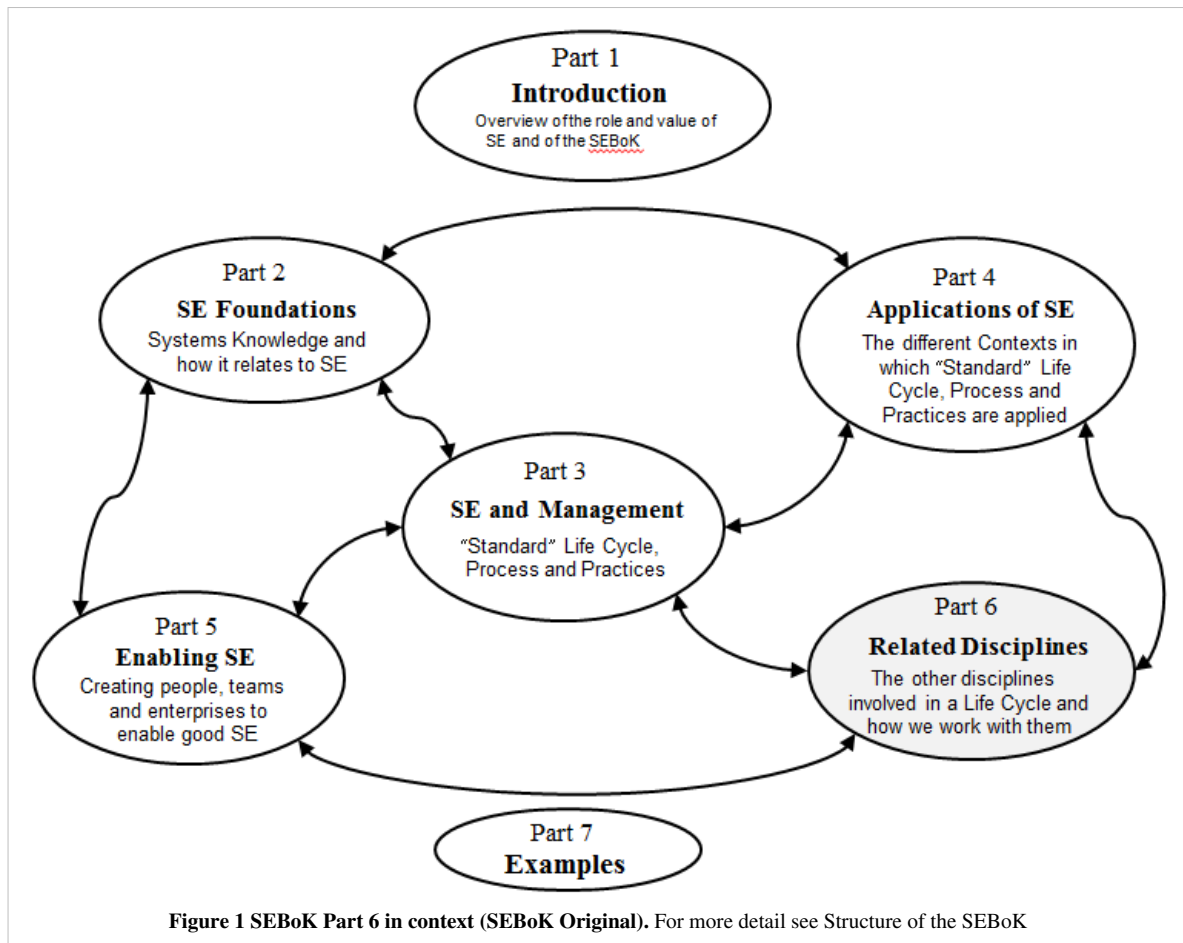 Part 1
Introduction
Overview of the role and value of
SE and of the SEBoK
Part 2
SE Foundations
Systems Knowledge and
how it relates to SE
Part 4
Applications of SE
The different Contexts in
which “Standard” Life
Cycle, Process and
Practices are applied
Part 3
SE and Management
“Standard” Life Cycle,
Process and Practices
Part 5
Enabling SE
Creating people, teams
and enterprises to
enable good SE
Part 6
Related Disciplines
The other disciplines
involved in a Life Cycle and
how we work with them
Part 7
Examples
Figure 1 SEBoK Part 6 in context (SEBoK Original). For more detail see Structure of the SEBoK